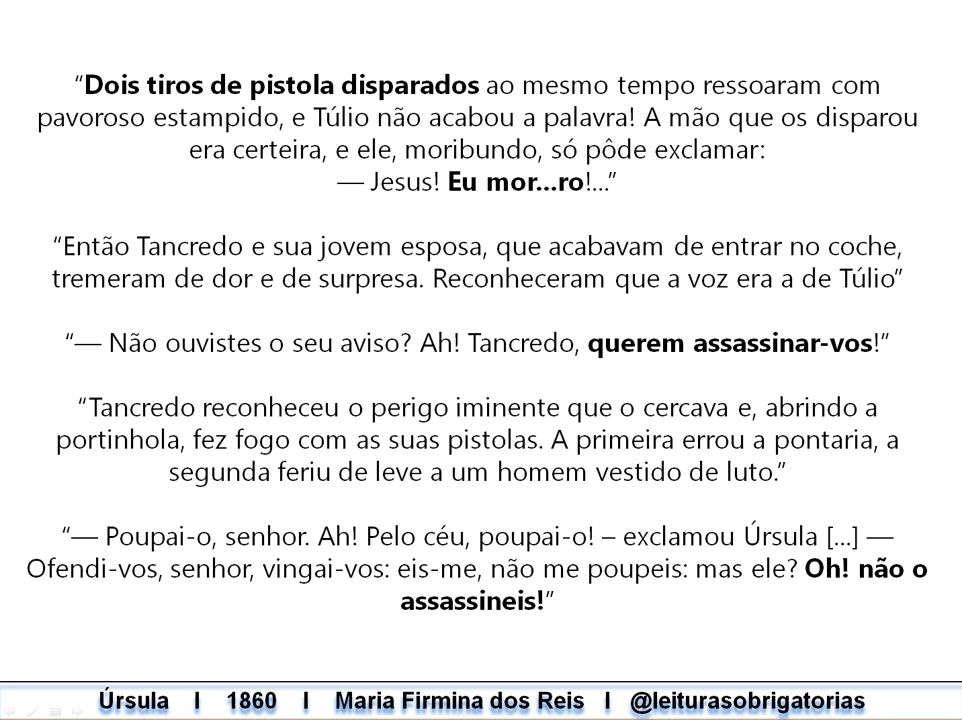 “Dois tiros de pistola disparados ao mesmo tempo ressoaram com
pavoroso estampido, e Túlio não acabou a palavra! A mão que os disparou
era certeira, e ele, moribundo, só pôde exclamar:
— Jesus! Eu mor...ro!...”
“Então Tancredo e sua jovem esposa, que acabavam de entrar no coche,
tremeram de dor e de surpresa. Reconheceram que a voz era a de Túlio”
“— Não ouvistes o seu aviso? Ah! Tancredo, querem assassinar-vos!”
“Tancredo reconheceu o perigo iminente que o cercava e, abrindo a
portinhola, fez fogo com as suas pistolas. A primeira errou a pontaria, a
segunda feriu de leve a um homem vestido de luto.”
“— Poupai-o, senhor. Ah! Pelo céu, poupai-o! – exclamou Úrsula [...] —
Ofendi-vos, senhor, vingai-vos: eis-me, não me poupeis: mas ele? Oh! não o
assassineis!”
Úrsula I 1860 I Maria Firmina dos Reis I @leiturasobrigatorias